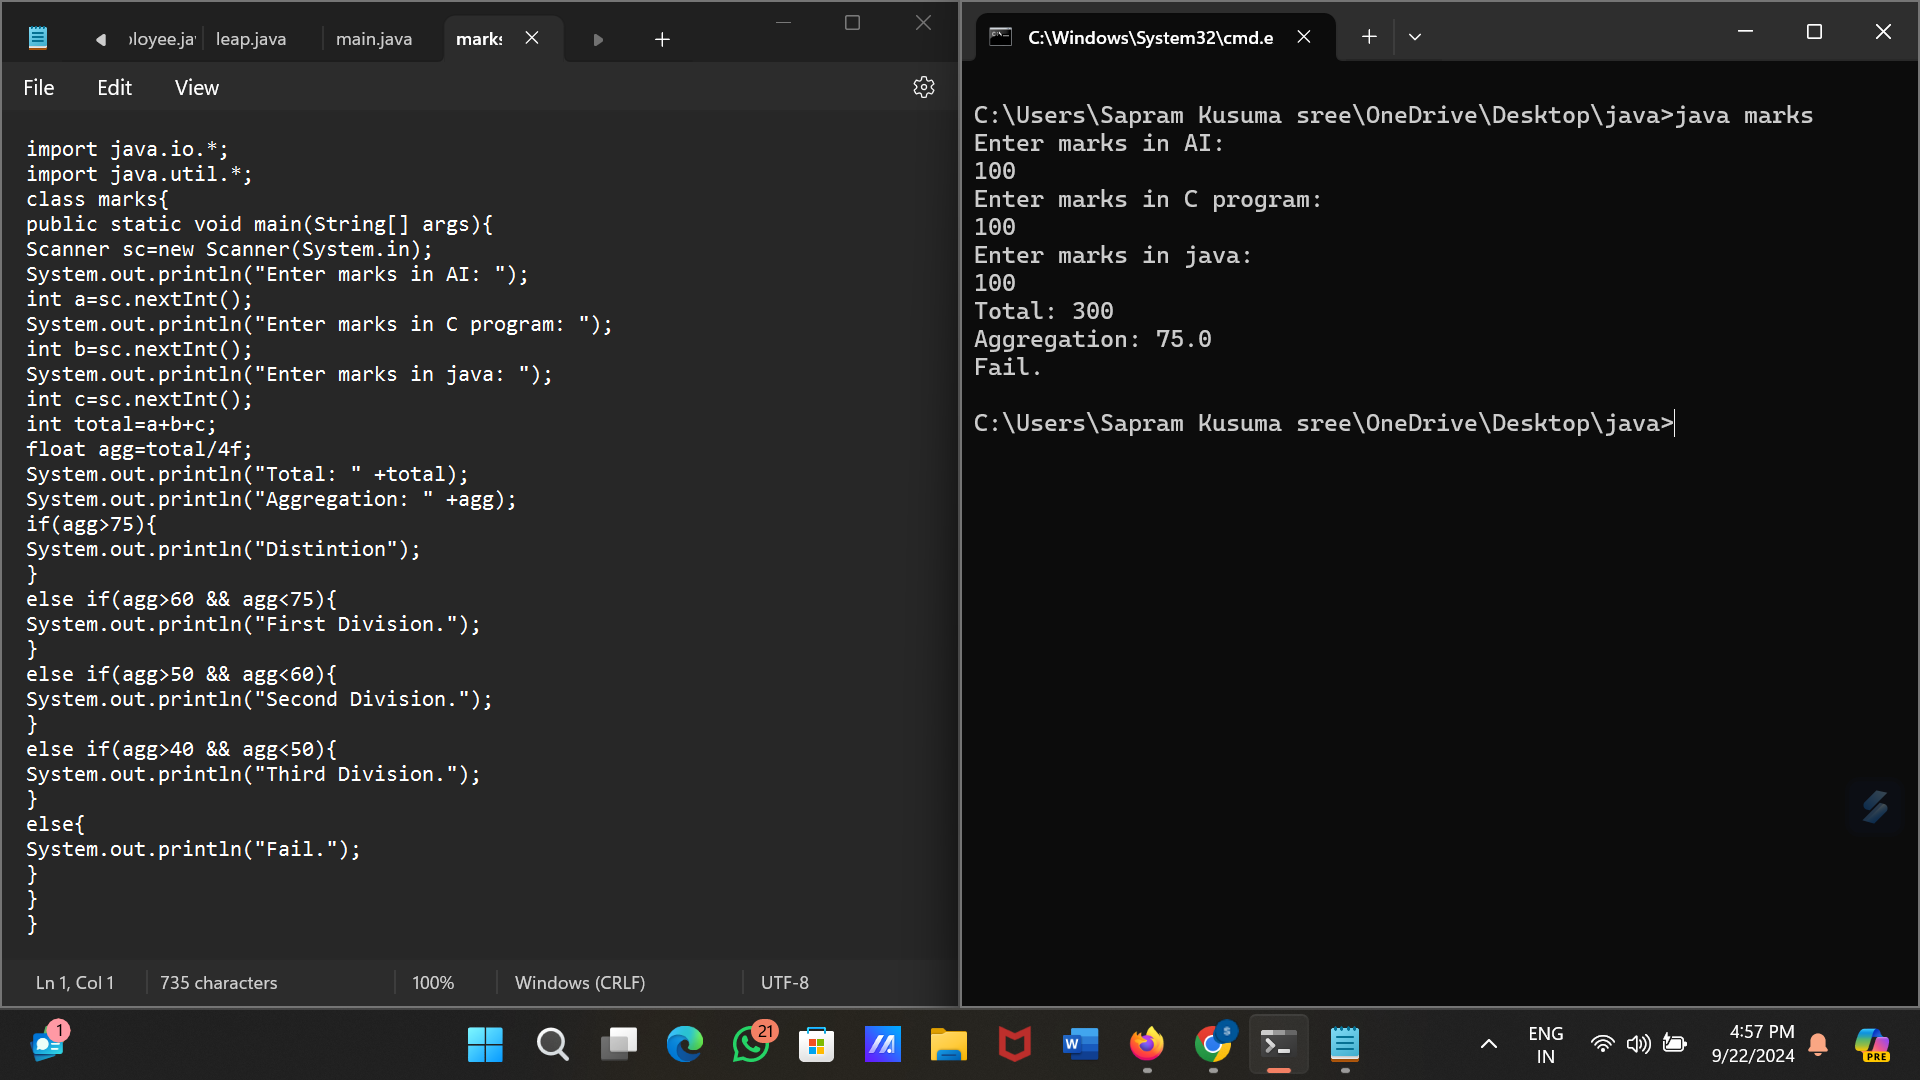 ployee.ja leap.java main.java marks
File Edit View
import java.io.*;
import java.util.*;
class marks{
public static void main(String[] args){
Scanner sc=new Scanner(System.in);
System.out.println("Enter marks in AI: ");
int a=sc.nextInt();
System.out.println("Enter marks in C program: ");
int b=sc.nextInt();
System.out.println("Enter marks in java: ");
int c=sc.nextInt();
int total=a+b+c;
float agg=total/4f;
System.out.println("Total: " +total);
System.out.println("Aggregation: " +agg);
if(agg>75){
System.out.println("Distintion");
}
else if(agg>60 && agg<75){
System.out.println("First Division.");
}
else if(agg>50 && agg<60){
System.out.println("Second Division.");
}
else if(agg>40 && agg<50){
System.out.println("Third Division.");
}
else{
System.out.println("Fail.");
}
}
}
Ln 1, Col 1 735 characters 100% Windows (CRLF) UTF-8
C:\Windows\System32\cmd.e
C:\Users\Sapram Kusuma sree\OneDrive\Desktop\java>java marks
Enter marks in AI:
100
Enter marks in C program:
100
Enter marks in java:
100
Total: 300
Aggregation: 75.0
Fail.
C:\Users\Sapram Kusuma sree\OneDrive\Desktop\java>
1
21
W
S
ENG
IN
4:57 PM
9/22/2024
PRE